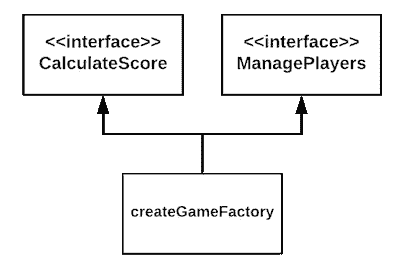 <<interface>>
CalculateScore
<<interface>>
ManagePlayers
createGameFactory